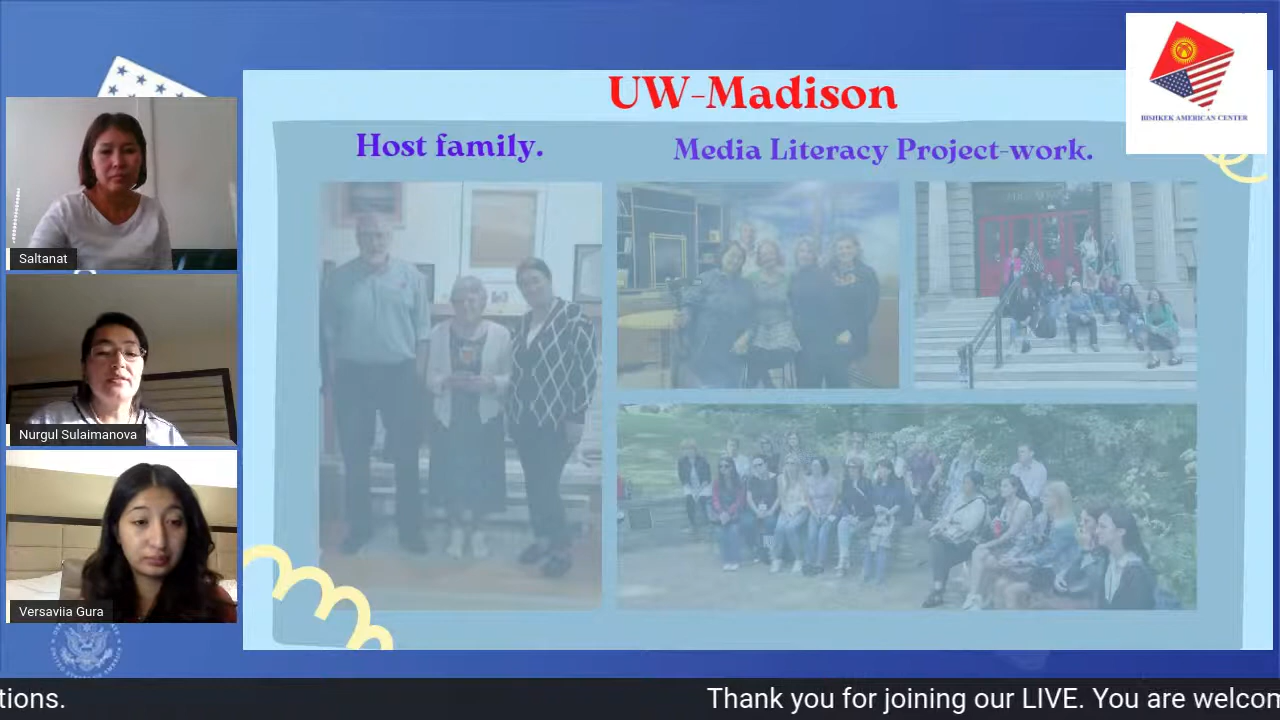 UW-Madison
Host family.
Media Literacy Project-work.
BISHKEK AMERICAN CENTER
Saltanat
Nurgul Sulaimanova
Versaviia Gura
tions.
Thank you for joining our LIVE. You are welcom